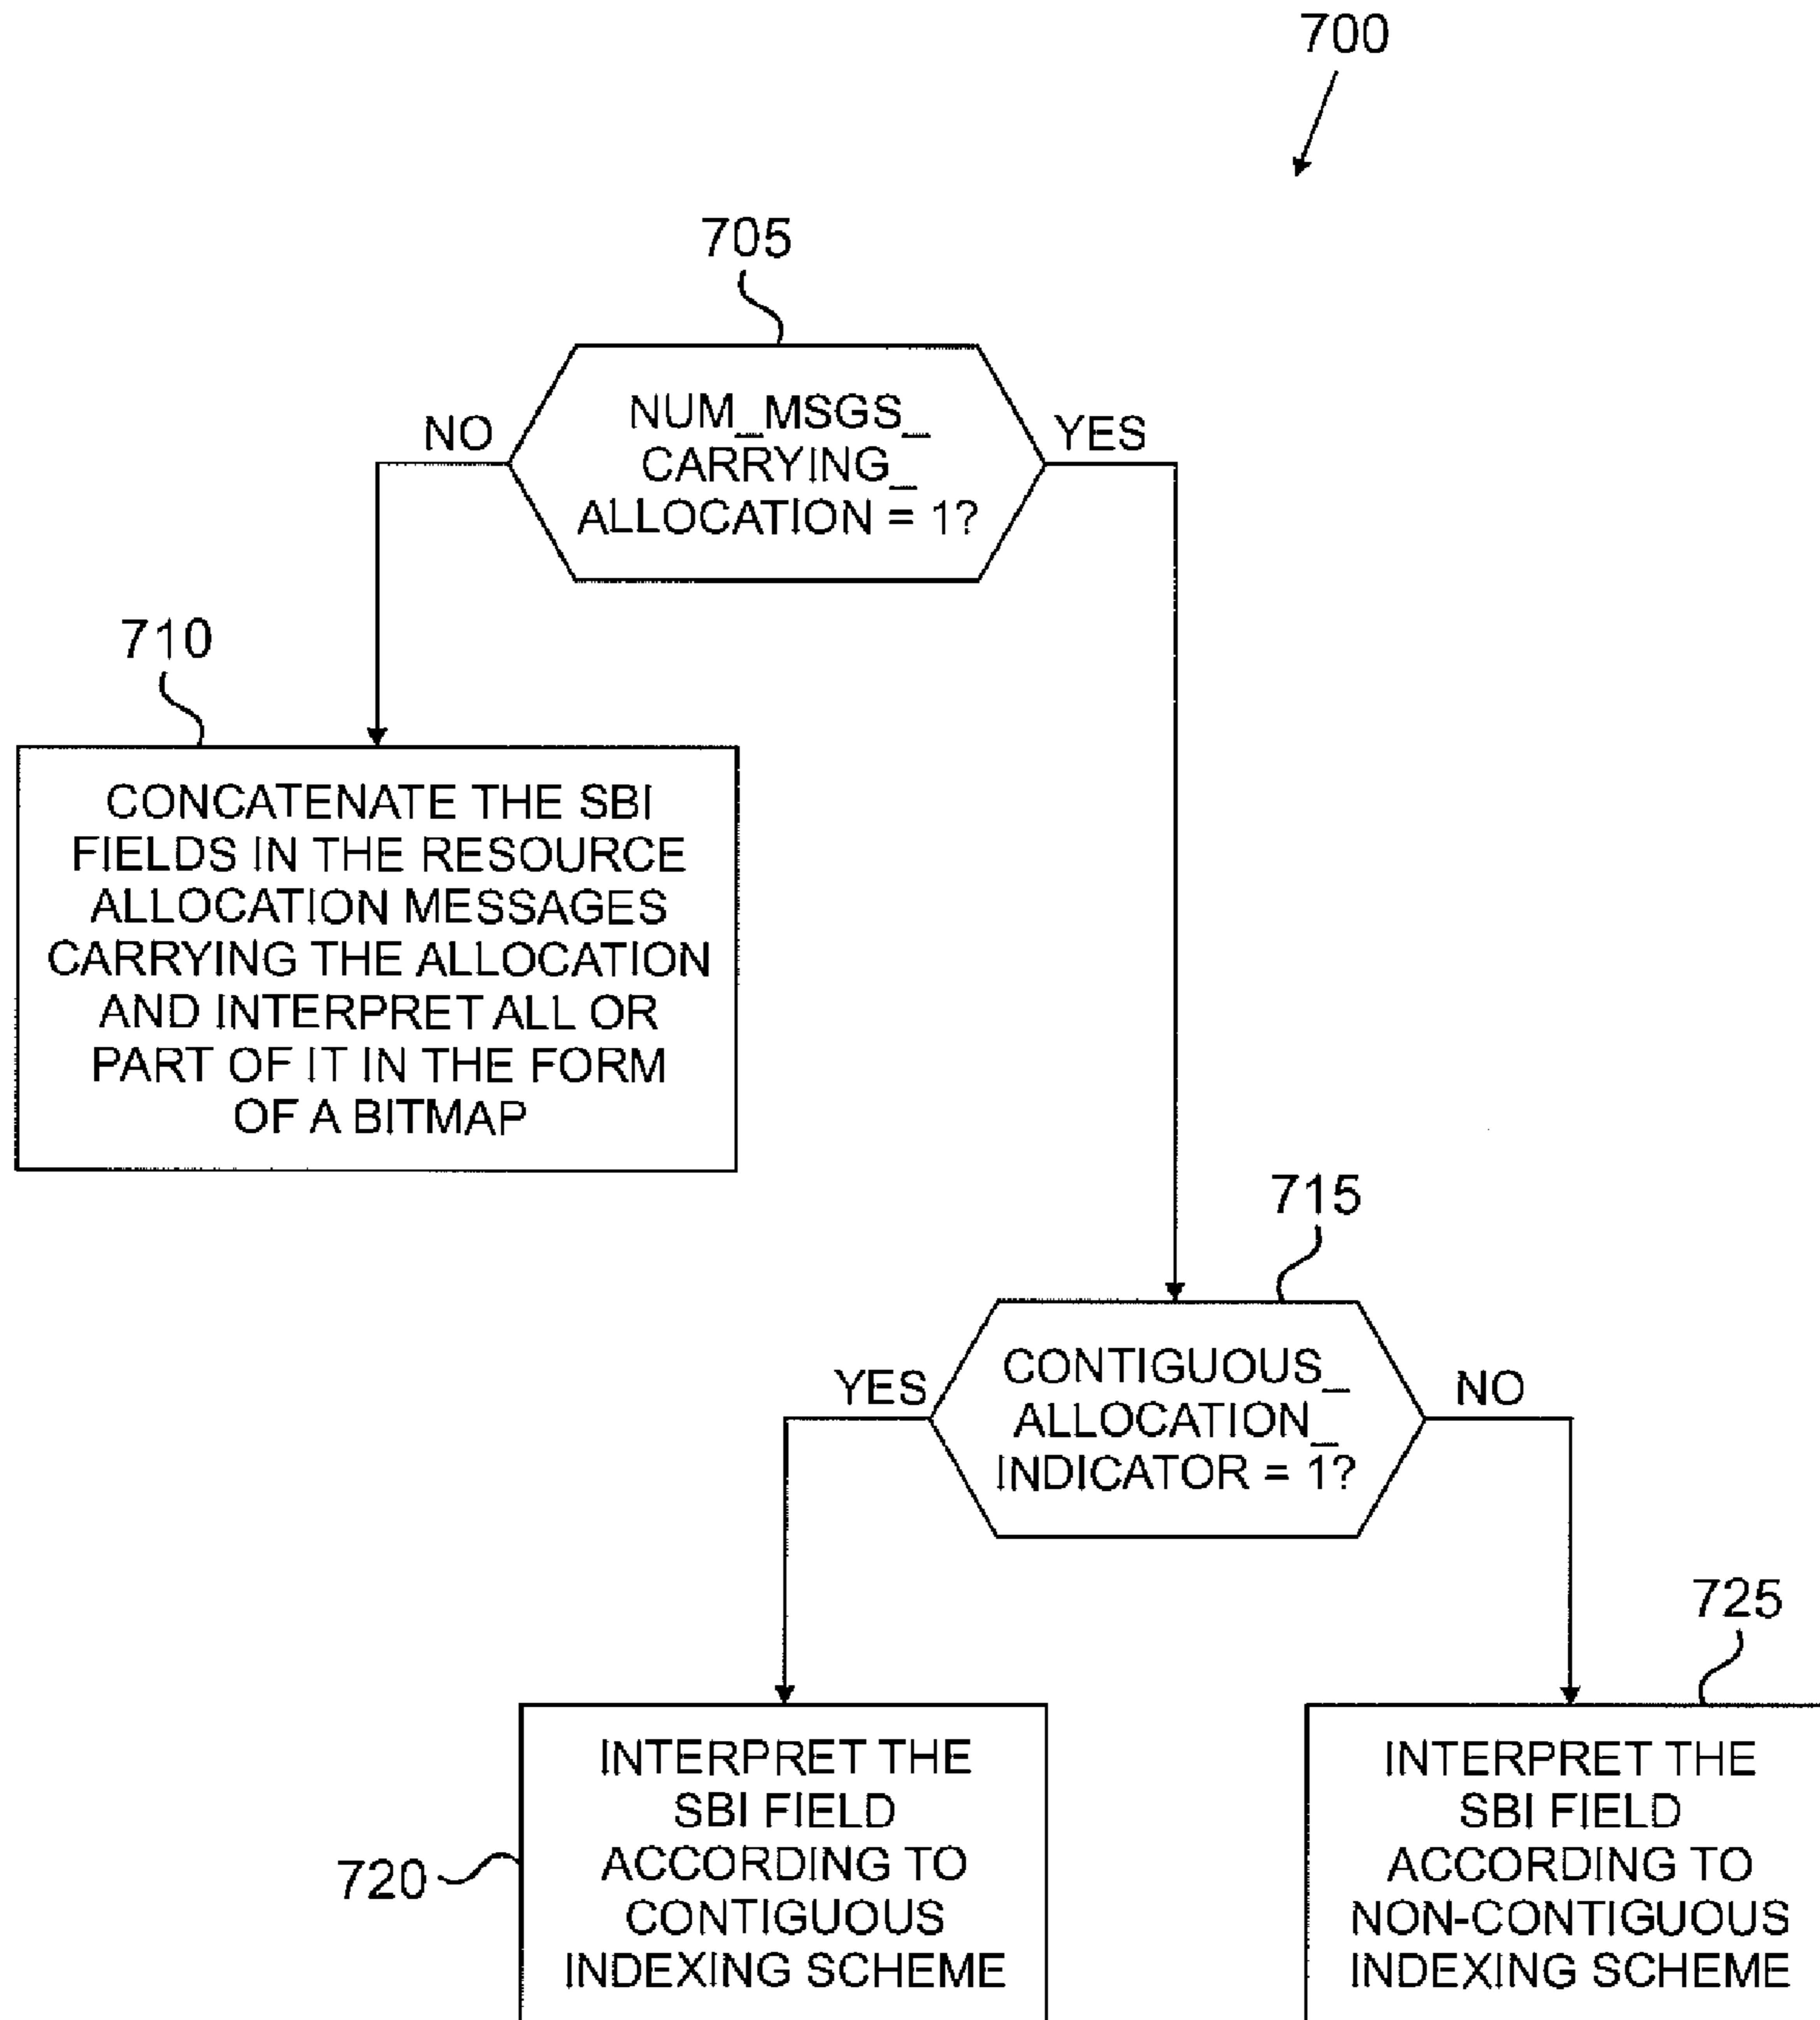 700
705
NO
NUM_MSGS_
CARRYING_
ALLOCATION = 1?
YES
710
CONCATENATE THE SBI
FIELDS IN THE RESOURCE
ALLOCATION MESSAGES
CARRYING THE ALLOCATION
AND INTERPRET ALL OR
PART OF IT IN THE FORM
OF A BITMAP
715
YES
CONTIGUOUS_
ALLOCATION_
INDICATOR = 1?
NO
725
720
INTERPRET THE
SBI FIELD
ACCORDING TO
CONTIGUOUS
INDEXING SCHEME
INTERPRET THE
SBI FIELD
ACCORDING TO
NON-CONTIGUOUS
INDEXING SCHEME